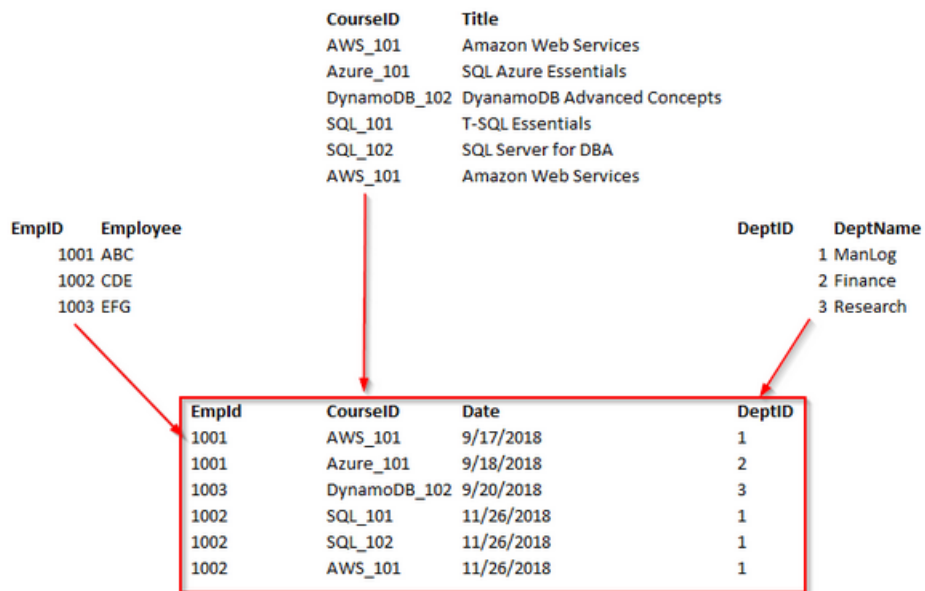 CourseID Title
AWS_101 Amazon Web Services
Azure_101 SQL Azure Essentials
DynamoDB_102 DyanamoDB Advanced Concepts
SQL_101 T-SQL Essentials
SQL_102 SQL Server for DBA
AWS_101 Amazon Web Services
EmpID Employee
1001 ABC
1002 CDE
1003 EFG
DeptID DeptName
1 ManLog
2 Finance
3 Research
EmpId CourseID Date DeptID
1001 AWS_101 9/17/2018 1
1001 Azure_101 9/18/2018 2
1003 DynamoDB_102 9/20/2018 3
1002 SQL_101 11/26/2018 1
1002 SQL_102 11/26/2018 1
1002 AWS_101 11/26/2018 1